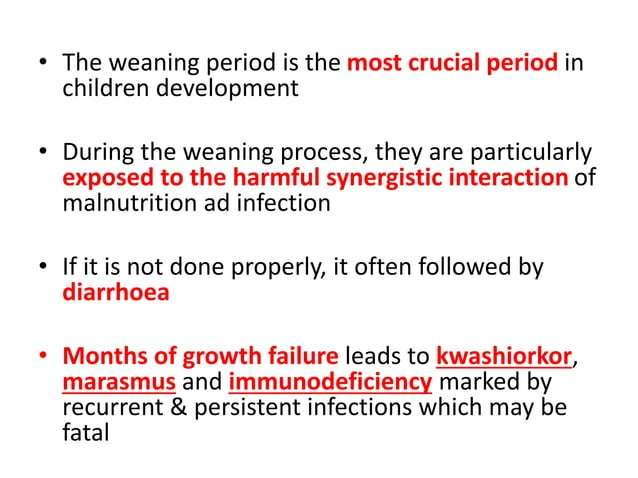 • The weaning period is the most crucial period in
children development
• During the weaning process, they are particularly
exposed to the harmful synergistic interaction of
malnutrition ad infection
• If it is not done properly, it often followed by
diarrhoea
• Months of growth failure leads to kwashiorkor,
marasmus and immunodeficiency marked by
recurrent & persistent infections which may be
fatal